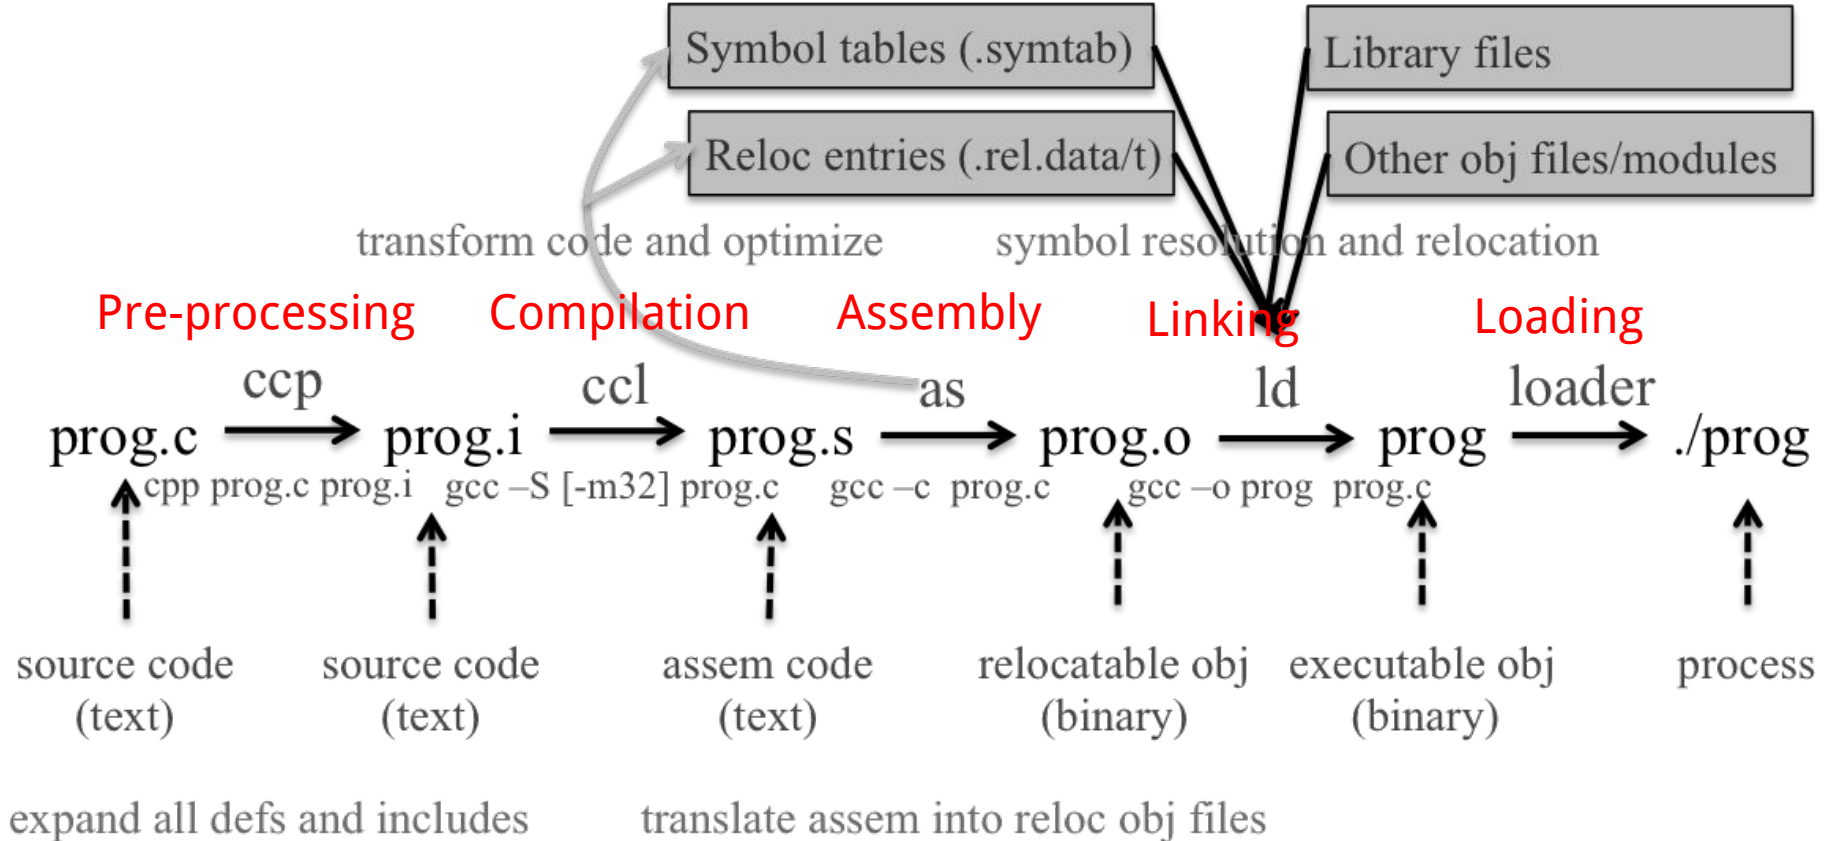 Symbol tables (.symtab)
Library files
Reloc entries (.rel.data/t)
Other obj files/modules
transform code and optimize
symbol resolution and relocation
Pre-processing
Compilation
Assembly
Linking
Loading
ccp
ccl
as
ld
loader
prog.c
prog.i
prog.s
prog.o
prog
./prog
cpp prog.c prog.i
gcc –S [-m32] prog.c
gcc –c prog.c
gcc –o prog prog.c
source code
(text)
source code
(text)
assem code
(text)
relocatable obj
(binary)
executable obj
(binary)
process
expand all defs and includes
translate assem into reloc obj files